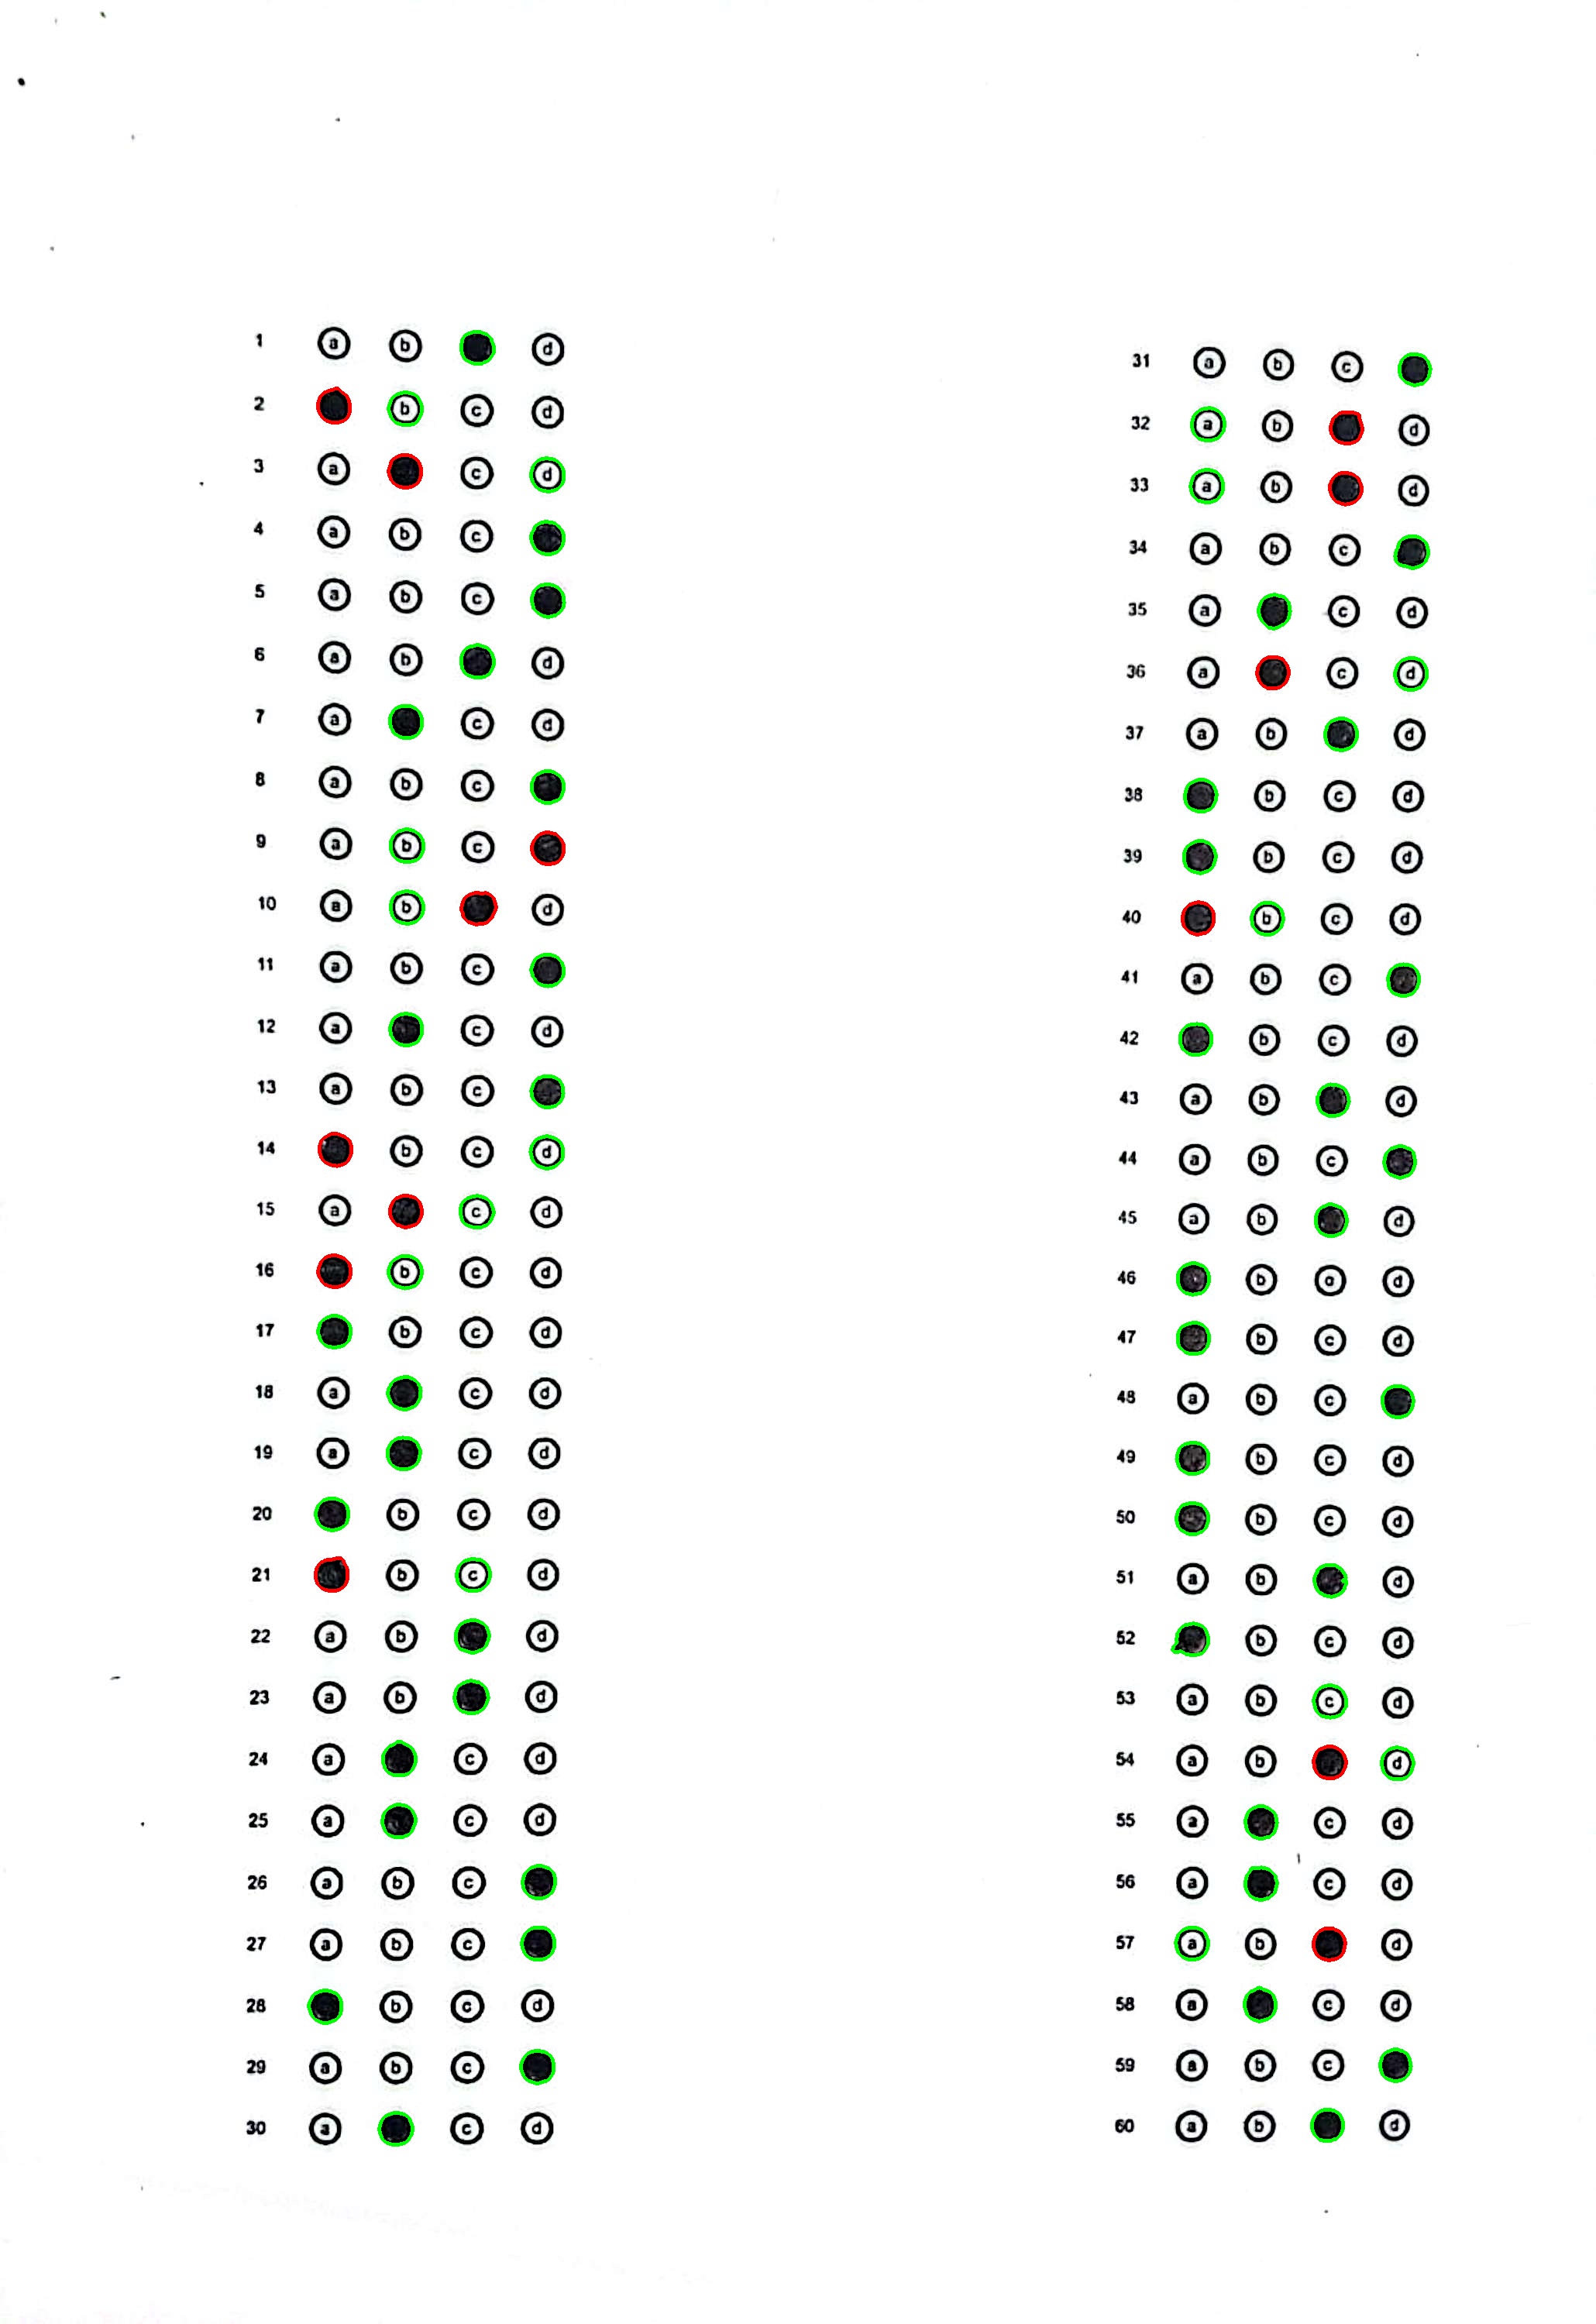 1 a b d
2 b c d
3 a c d
4 a b c
5 a b c
6 a b d
7 a c d
8 a b c
9 a b c
10 a b d
11 a b c
12 a c d
13 a b c
14 b c d
15 a c d
16 b c d
17 b c d
18 a c d
19 a c d
20 b c d
21 b c d
22 a b d
23 a b d
24 a c d
25 a c d
26 a b c
27 a b c
28 b c d
29 a b c
30 a c d
31 a b c
32 a b d
33 a b d
34 a b c
35 a c d
36 a c d
37 a b d
38 b c d
39 b c d
40 b c d
41 a b c
42 b c d
43 a b d
44 a b c
45 a b d
46 b c d
47 b c d
48 a b c
49 b c d
50 b c d
51 a b d
52 b c d
53 a b c d
54 a b d
55 a c d
56 a c d
57 a b d
58 a c d
59 a b c
60 a b d